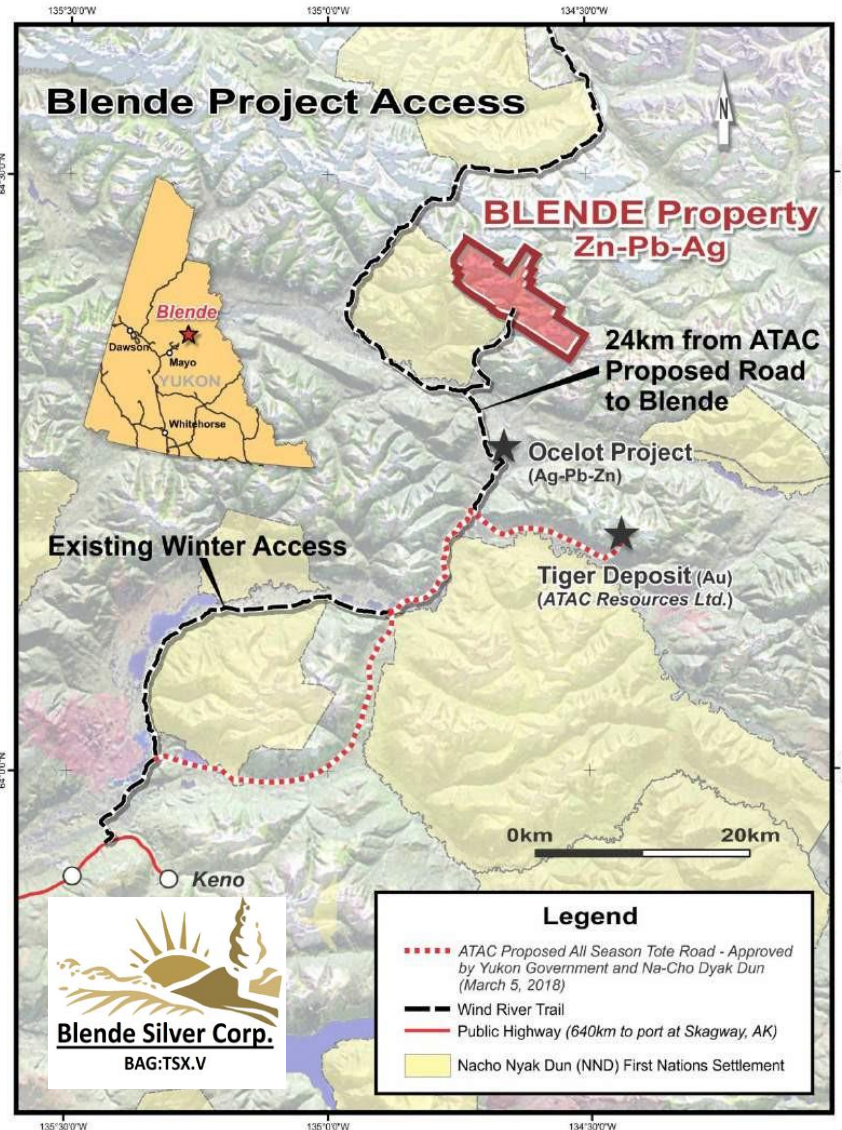 135°30'0"W 135°0'0"W 134°30'0"W
Blende Project Access
N
64°30'0"N
BLENDE Property
Zn-Pb-Ag
Blende
Dawson
Mayo
YUKON
Whitehorse
24km from ATAC
Proposed Road
to Blende
Ocelot Project
(Ag-Pb-Zn)
Existing Winter Access
Tiger Deposit (Au)
(ATAC Resources Ltd.)
64°0'0"N
0km 20km
Keno
Blende Silver Corp.
BAG:TSX.V
Legend
ATAC Proposed All Season Tote Road - Approved
by Yukon Government and Na-Cho Dyak Dun
(March 5, 2018)
Wind River Trail
Public Highway (640km to port at Skagway, AK)
Nacho Nyak Dun (NND) First Nations Settlement
135°30'0"W 135°0'0"W 134°30'0"W